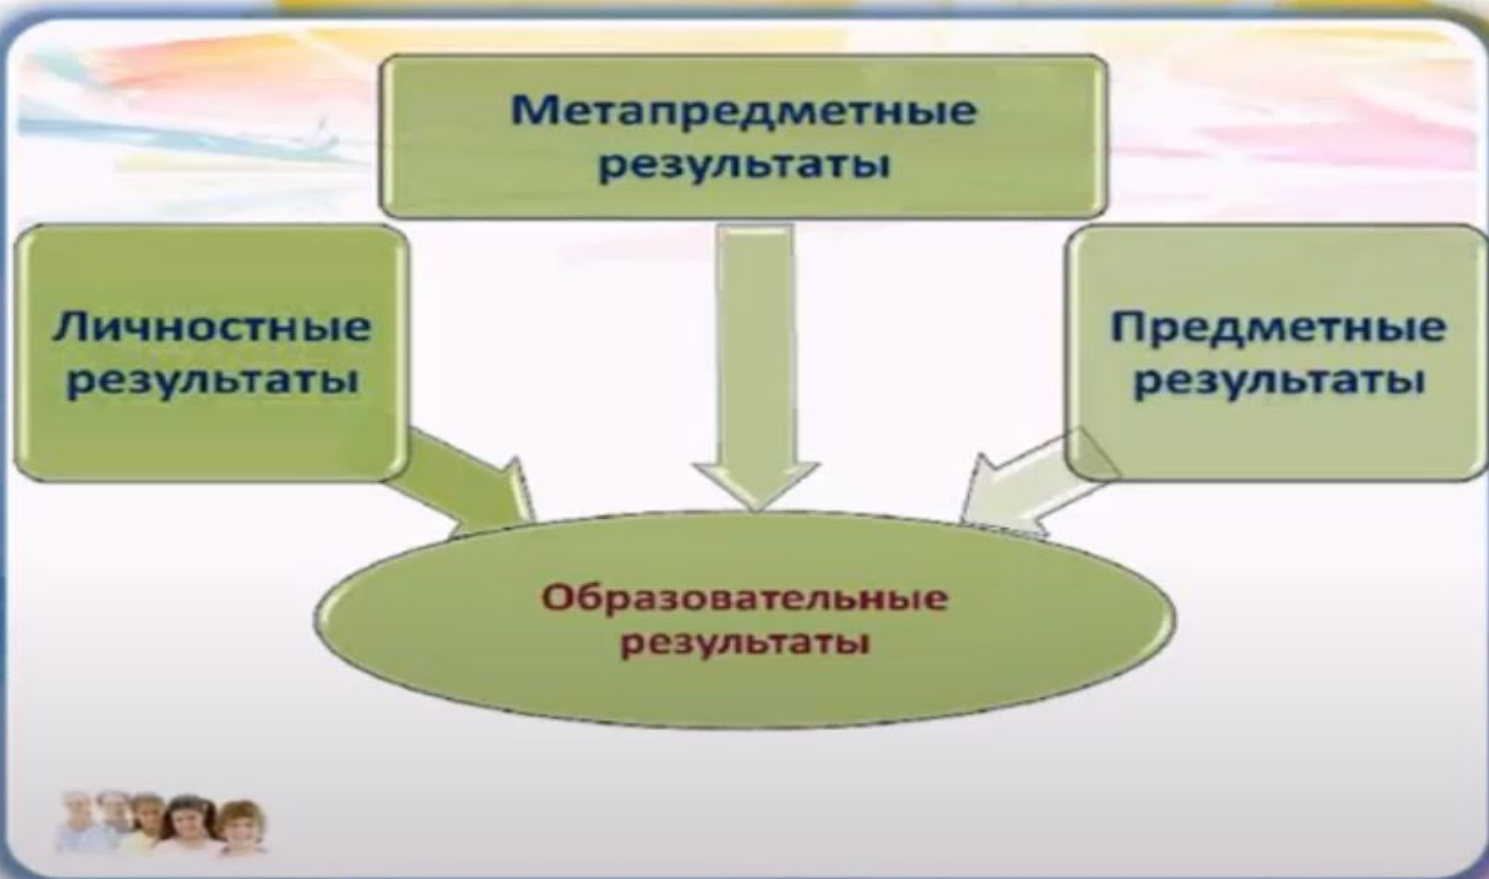 Метапредметные
результаты
Личностные
результаты
Предметные
результаты
Образовательные
результаты